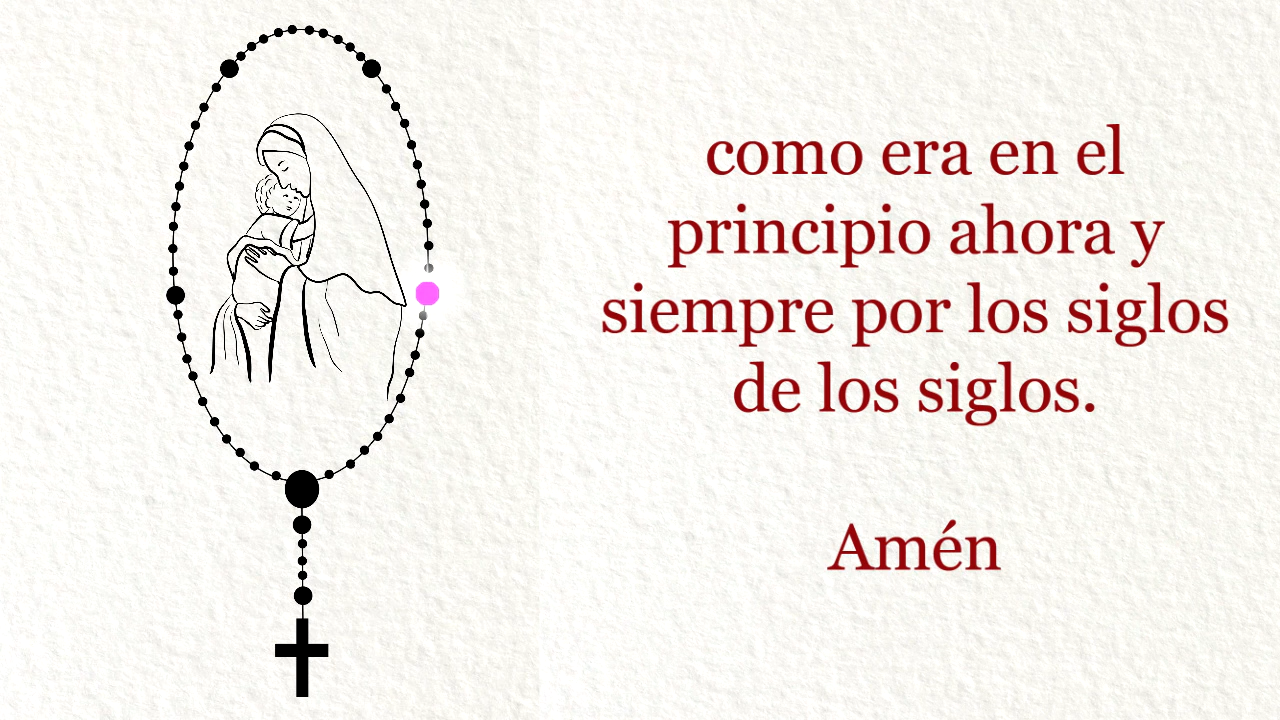 como era en el
principio ahora y
siempre por los siglos
de los siglos.
Amén